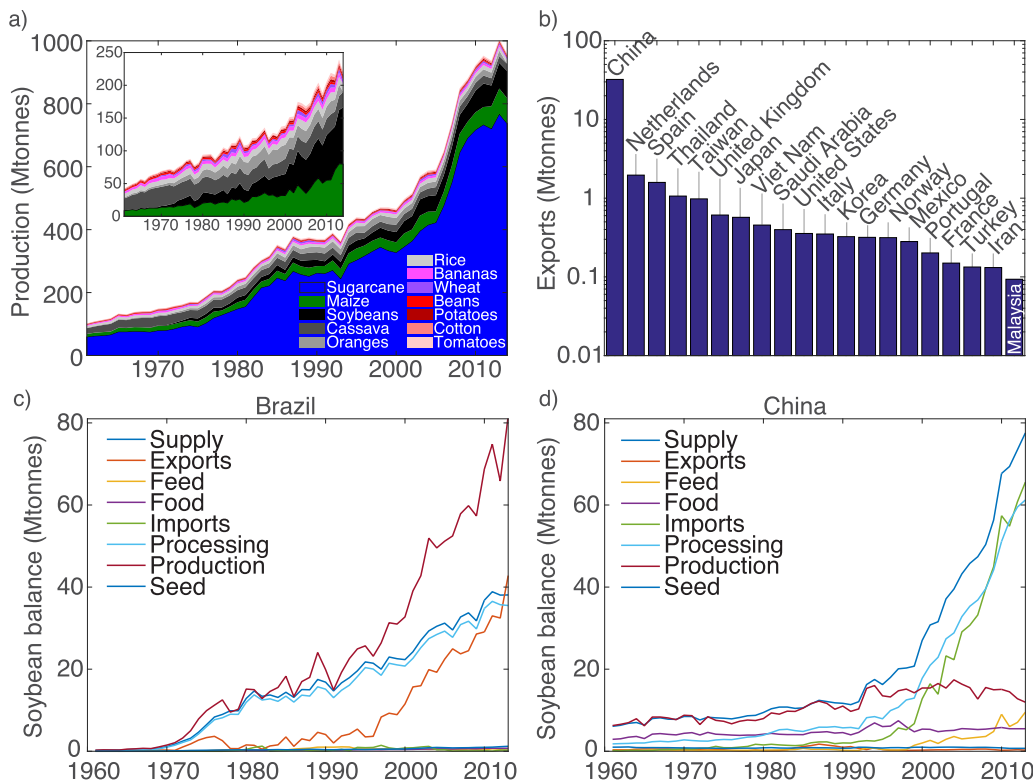 a)
Production (Mtonnes)
1000
800
600
400
200
0
250
200
150
100
50
0
1970 1980 1990 2000 2010
Sugarcane
Maize
Soybeans
Cassava
Oranges
Rice
Bananas
Wheat
Beans
Potatoes
Cotton
Tomatoes
1970 1980 1990 2000 2010
b)
Exports (Mtonnes)
100
10
1
0.1
0.01
China
Netherlands
Spain
Thailand
Taiwan
United Kingdom
Japan
Viet Nam
Saudi Arabia
United States
Italy
Korea
Germany
Norway
Mexico
Portugal
France
Turkey
Iran
Malaysia
c)
Brazil
Soybean balance (Mtonnes)
80
60
40
20
0
Supply
Exports
Feed
Food
Imports
Processing
Production
Seed
1960 1970 1980 1990 2000 2010
d)
China
Soybean balance (Mtonnes)
80
60
40
20
0
Supply
Exports
Feed
Food
Imports
Processing
Production
Seed
1960 1970 1980 1990 2000 2010